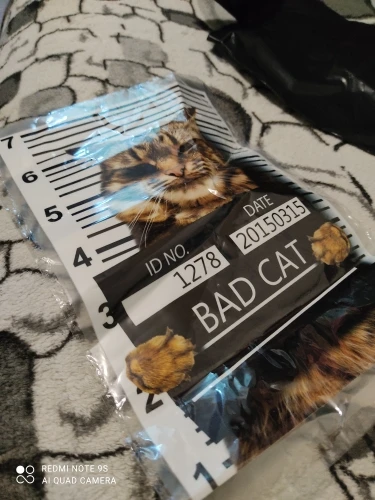 7
6
5
4
3
2
1
ID NO.
DATE
1278
20150315
BAD CAT
REDMI NOTE 9S
AI QUAD CAMERA